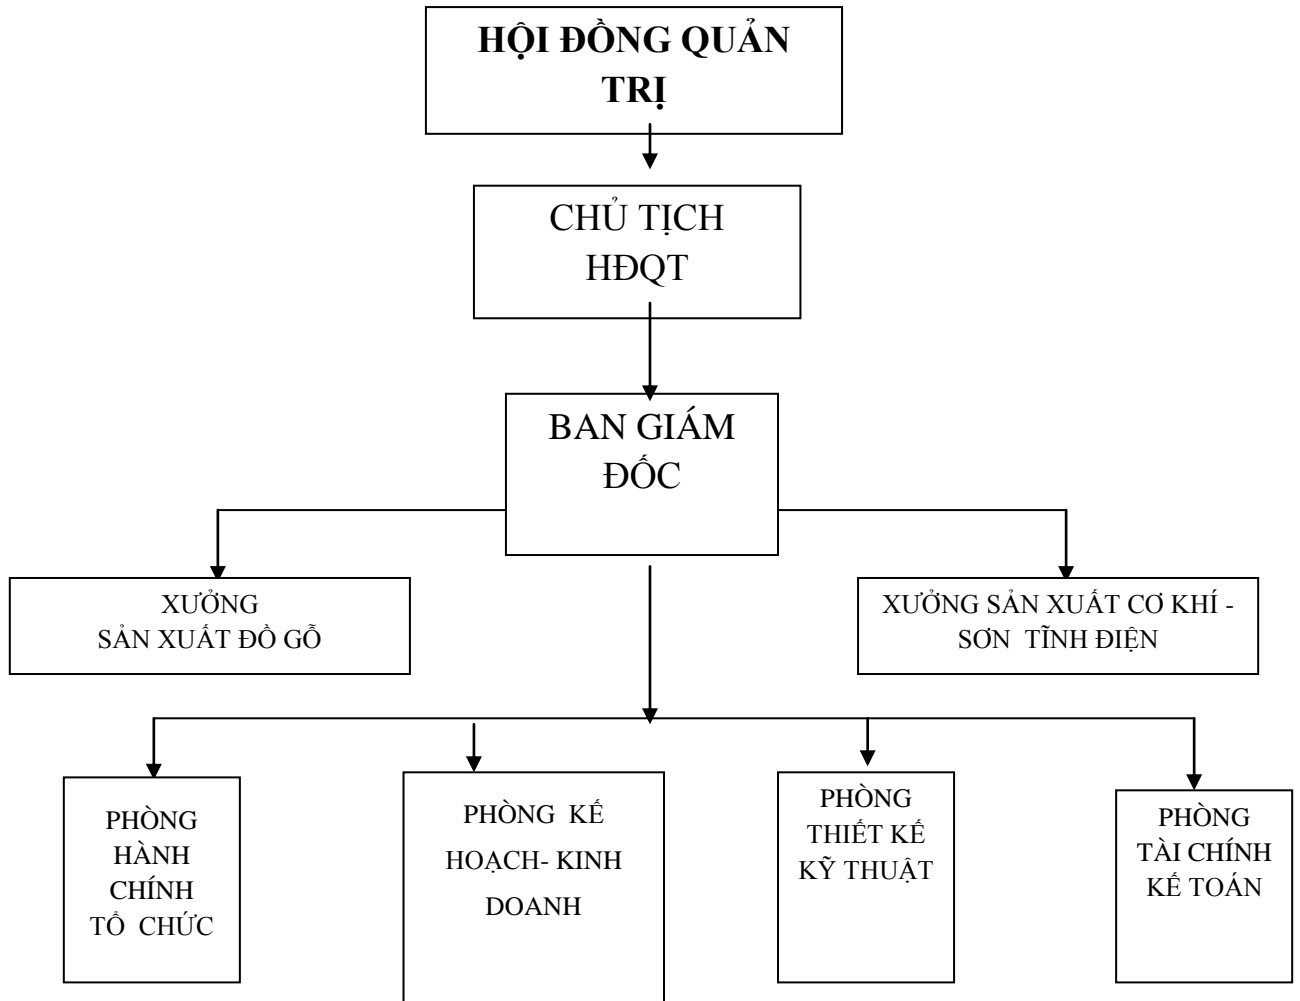 HỘI ĐỒNG QUẢN
TRỊ
CHỦ TỊCH
HĐQT
BAN GIÁM
ĐỐC
XƯỞNG
SẢN XUẤT ĐỒ GỖ
XƯỞNG SẢN XUẤT CƠ KHÍ -
SƠN TĨNH ĐIỆN
PHÒNG
HÀNH
CHÍNH
TỔ CHỨC
PHÒNG KẾ
HOẠCH- KINH
DOANH
PHÒNG
THIẾT KẾ
KỸ THUẬT
PHÒNG
TÀI CHÍNH
KẾ TOÁN